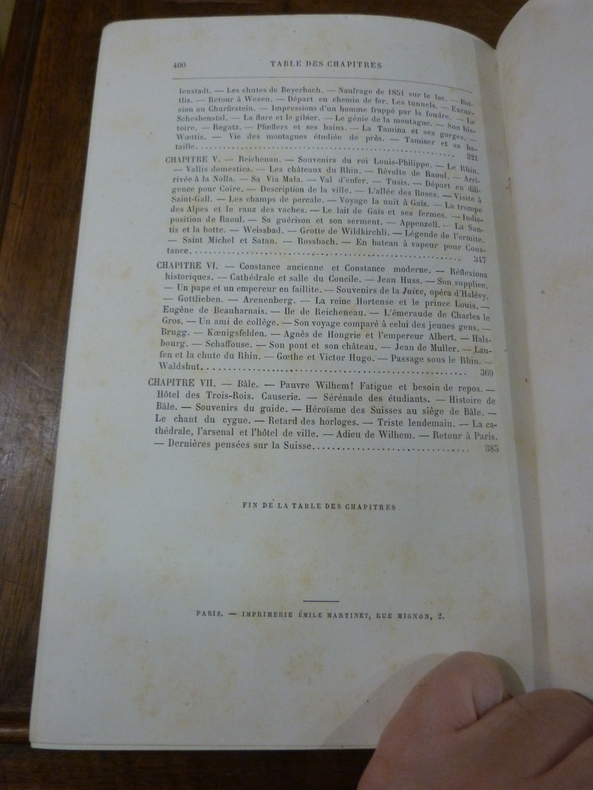 400 TABLE DES CHAPITRES
lenstadt. — Les chutes de Beyerbach. — Naufrage de 1851 sur le lac. — Bat-
tlis. — Retour à Wesen. — Départ en chemin de fer. Les tunnels. — Excur-
sion au Churfirstein. — Impressions d'un homme frappé par la foudre. — Le
Scheshenstal. — La flore et le gibier. — Le génie de la montagne. — Son his-
toire. — Ragatz. — Pfæffers et ses bains. — La Tamina et ses gorges. —
Wættis. — Vie des montagnes étudiée de près. — Tamiser et sa ba-
taille. 321
CHAPITRE V. — Reichenau. — Souvenirs du roi Louis-Philippe. — Le Rhin.
— Vallis domestica. — Les châteaux du Rhin. — Révolte de Raoul. — Arri-
rivée à la Nolla. — Sa Via Mala. — Val d'enfer. — Tusis. — Départ en dili-
gence pour Coire. — Description de la ville. — L'allée des Roses. — Visite à
Saint-Gall. — Les champs de percale. — Voyage la nuit à Gais. — La trompe
des Alpes et le ranz des vaches. — Le lait de Gais et ses fermes. — Indis-
position de Raoul. — Sa guérison et son serment. — Appenzell. — La San-
tis et la botte. — Weissbad. — Grotte de Wildkirchli. — Légende de l'ermite.
— Saint Michel et Satan. — Rossbach. — En bateau à vapeur pour Cons-
tance. 347
CHAPITRE VI. — Constance ancienne et Constance moderne. — Réflexions
historiques. — Cathédrale et salle du Concile. — Jean Huss. — Son supplice.
— Un pape et un empereur en faillite. — Souvenirs de la Juive, opéra d'Halévy.
— Gottlieben. — Arenenberg. — La reine Hortense et le prince Louis. —
Eugène de Beauharnais. — Ile de Reicheneau. — L'émeraude de Charles le
Gros. — Un ami de collège. — Son voyage comparé à celui des jeunes gens. —
Brugg. — Kœnigsfelden. — Agnès de Hongrie et l'empereur Albert. — Habs-
bourg. — Schaffouse. — Son pont et son château. — Jean de Muller. — Lau-
fen et la chute du Rhin. — Gœthe et Victor Hugo. — Passage sous le Rhin. —
Waldshut. 369
CHAPITRE VII. — Bâle. — Pauvre Wilhem! Fatigue et besoin de repos. —
Hôtel des Trois-Rois. Causerie. — Sérénade des étudiants. — Histoire de
Bâle. — Souvenirs du guide. — Héroïsme des Suisses au siège de Bâle. —
Le chant du cygne. — Retard des horloges. — Triste lendemain. — La ca-
thédrale, l'arsenal et l'hôtel de ville. — Adieu de Wilhem. — Retour à Paris.
— Dernières pensées sur la Suisse. 385
FIN DE LA TABLE DES CHAPITRES
PARIS. — IMPRIMERIE ÉMILE MARTINET, RUE MIGNON, 2.